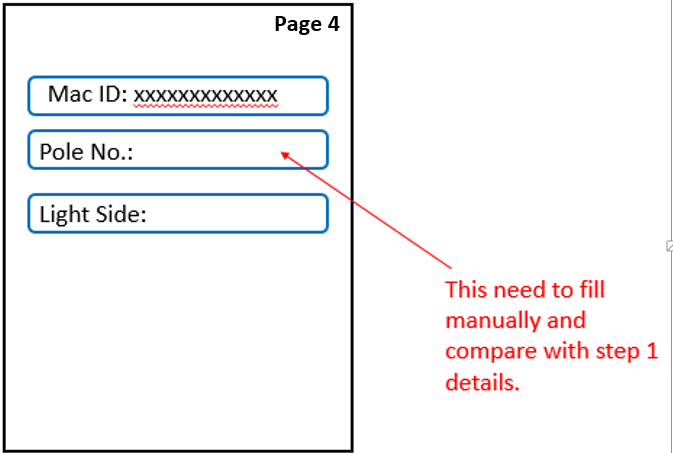 Page 4
Mac ID: xxxxxxxxxxxxx
Pole No.:
Light Side:
This need to fill
manually and
compare with step 1
details.